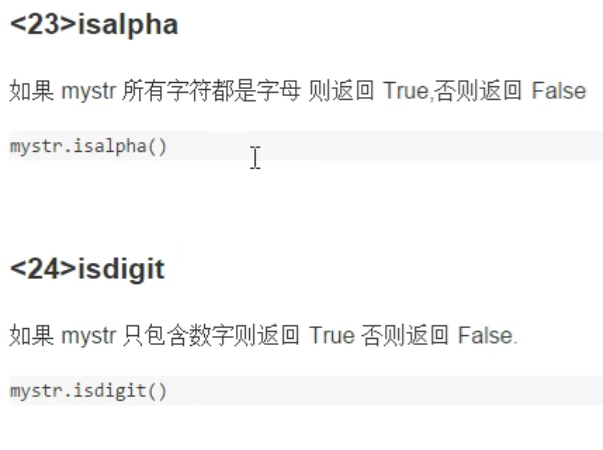 <23>isalpha
如果 mystr 所有字符都是字母 则返回 True,否则返回 False
mystr.isalpha()
<24>isdigit
如果 mystr 只包含数字则返回 True 否则返回 False.
mystr.isdigit()